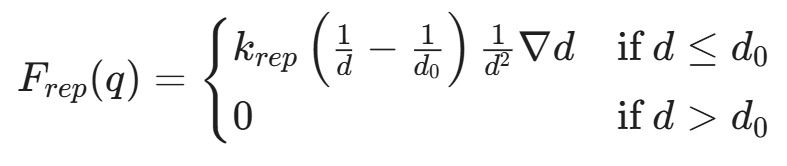 F_{rep}(q) = \begin{cases} k_{rep} \left( \frac{1}{d} - \frac{1}{d_0} \right) \frac{1}{d^2} \nabla d & \text{if } d \leq d_0 \\ 0 & \text{if } d > d_0 \end{cases}